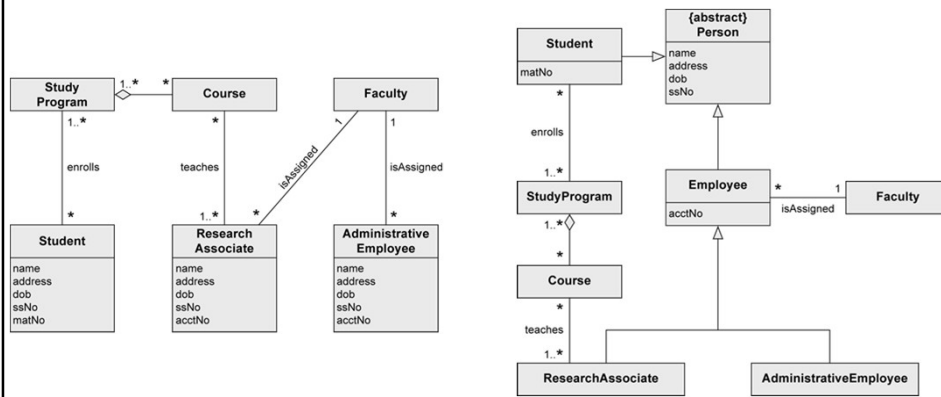 Study
Program
1..*
*
Course
Faculty
1..*
enrolls
*
*
teaches
1..*
1
isAssigned
*
1
isAssigned
*
Student
name
address
dob
ssNo
matNo
Research
Associate
name
address
dob
ssNo
acctNo
Administrative
Employee
name
address
dob
ssNo
acctNo
{abstract}
Person
name
address
dob
ssNo
Student
matNo
*
enrolls
1..*
StudyProgram
1..*
*
Course
*
teaches
1..*
Employee
acctNo
*
1
isAssigned
Faculty
ResearchAssociate
AdministrativeEmployee